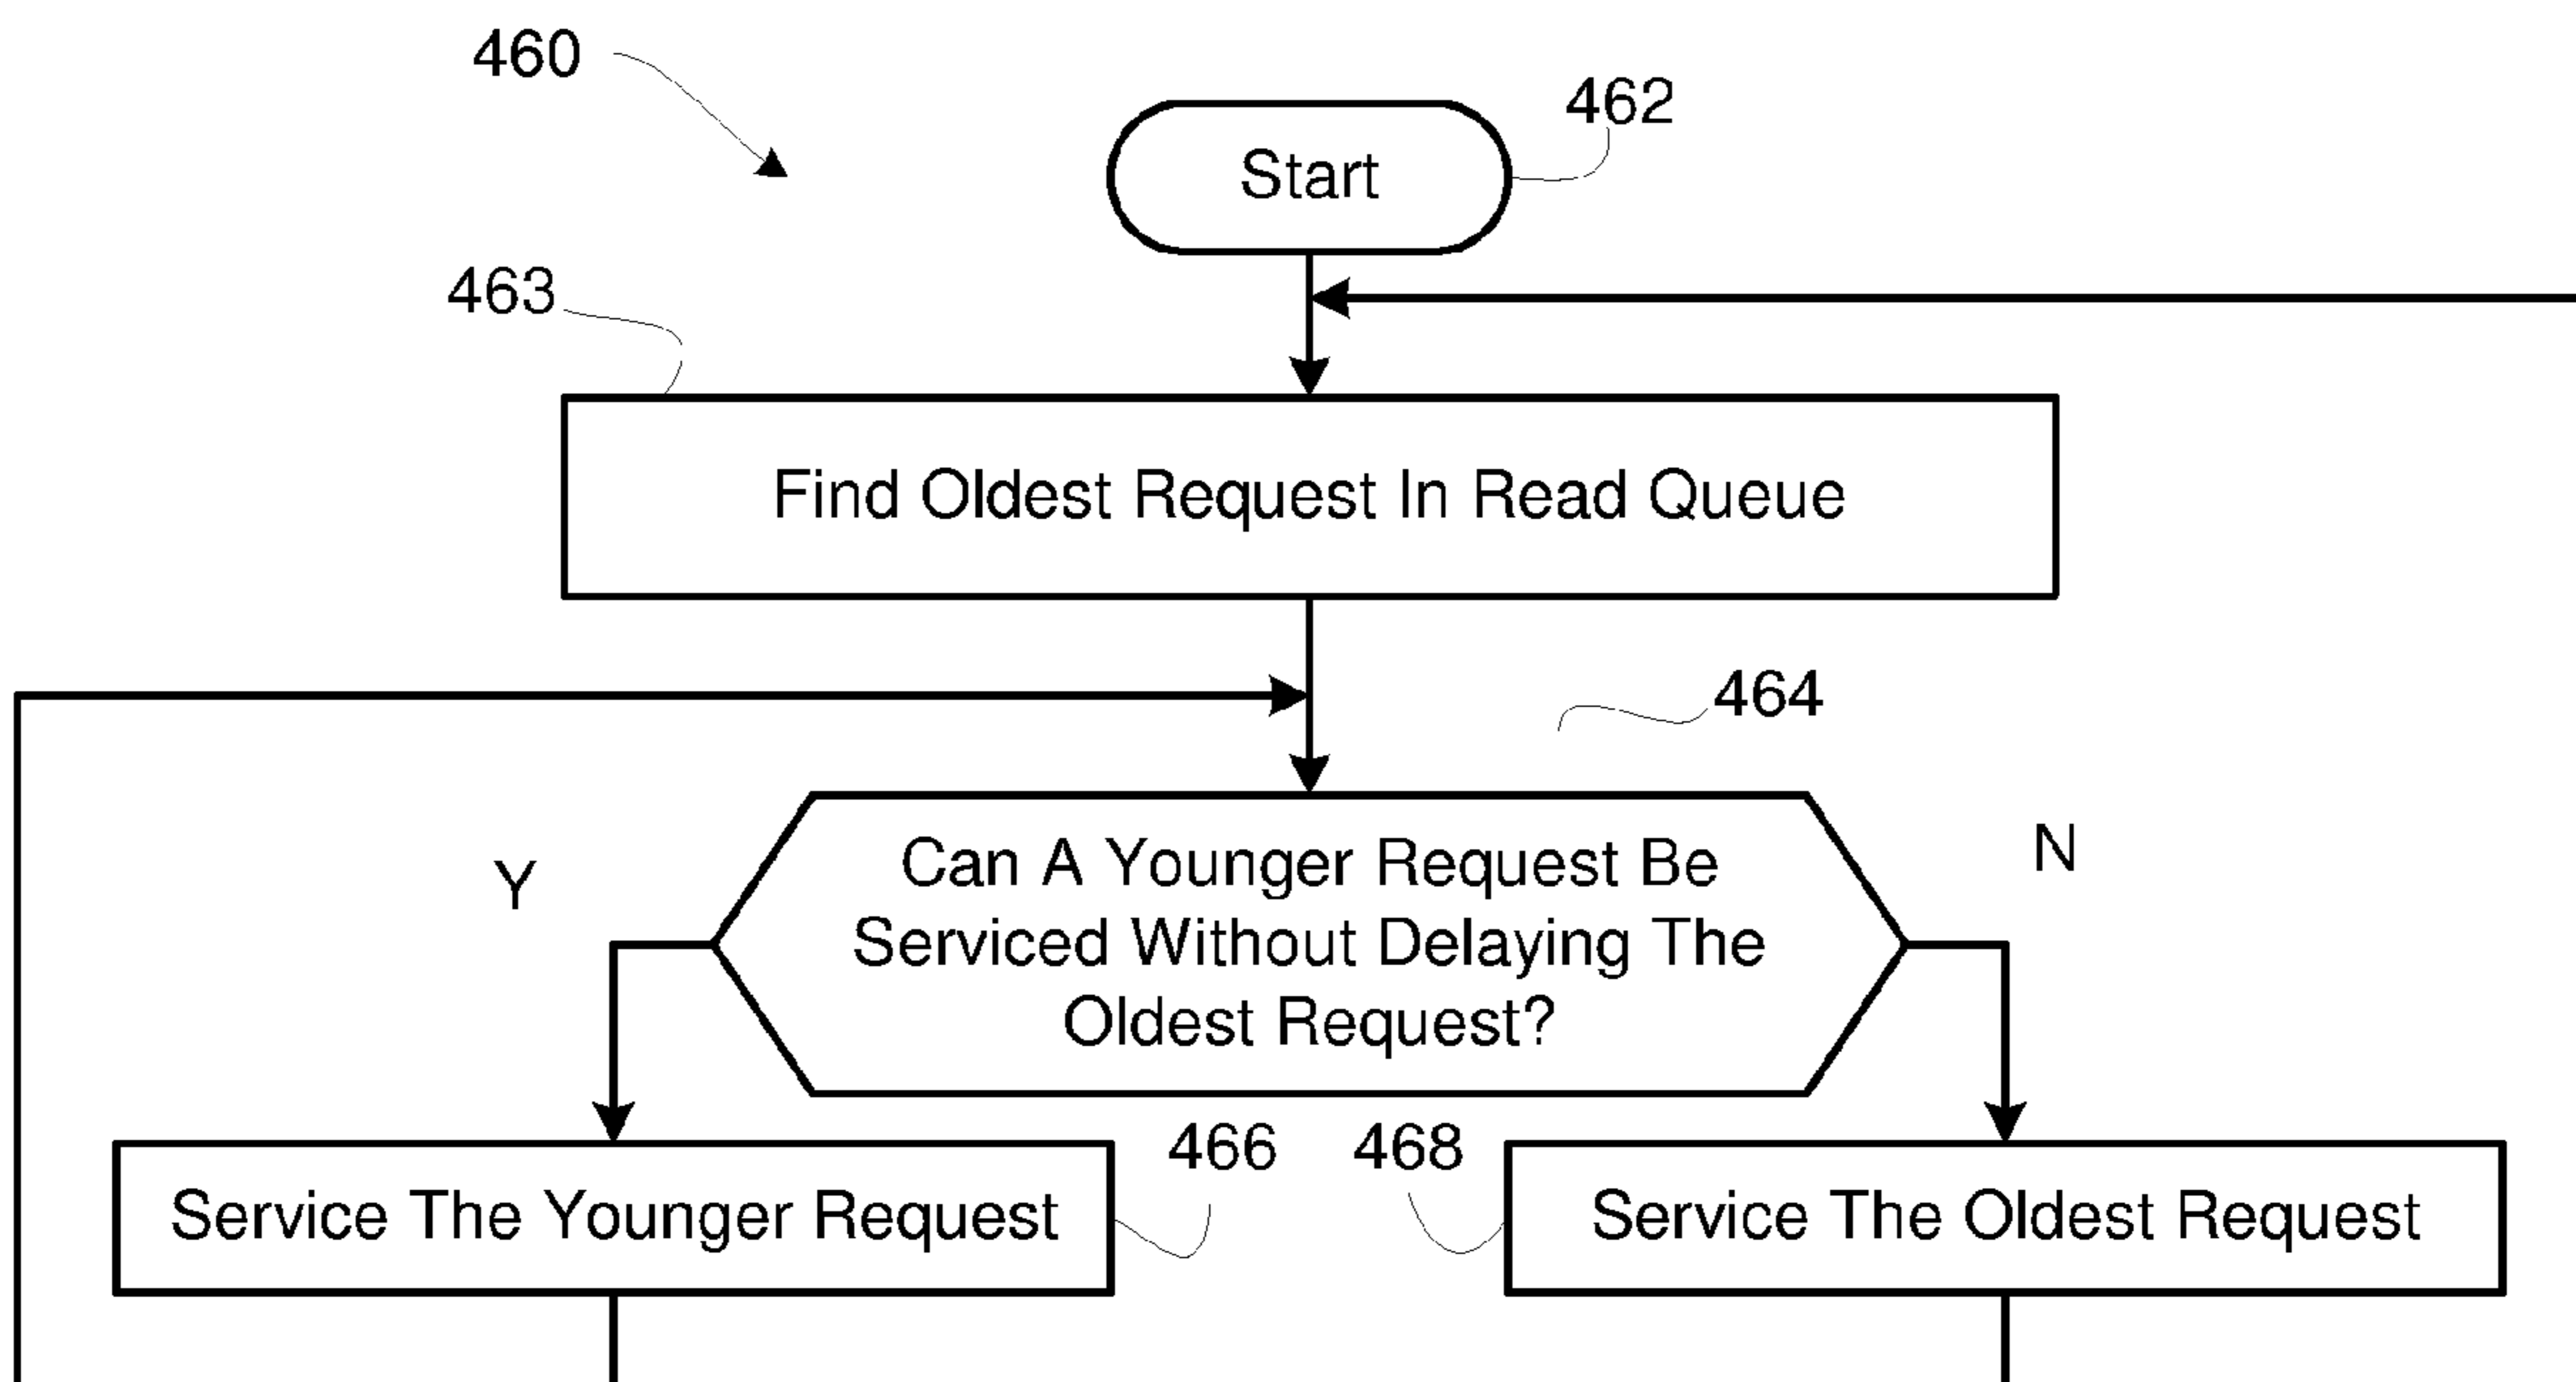 460
Start
462
463
Find Oldest Request In Read Queue
464
Y
Can A Younger Request Be
Serviced Without Delaying The
Oldest Request?
N
466
468
Service The Younger Request
Service The Oldest Request